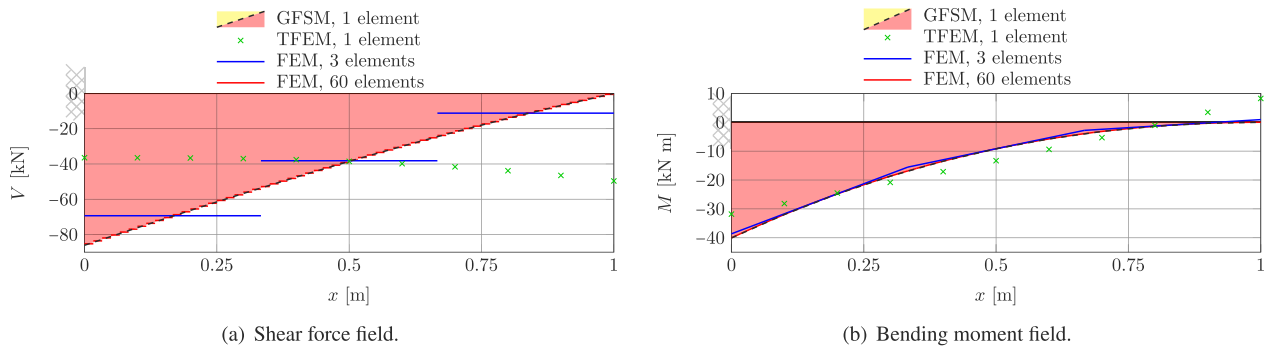 GFSM, 1 element
TFEM, 1 element
FEM, 3 elements
FEM, 60 elements
0
−20
−40
−60
−80
V [kN]
0
0.25
0.5
0.75
1
x [m]
(a) Shear force field.
GFSM, 1 element
TFEM, 1 element
FEM, 3 elements
FEM, 60 elements
10
0
−10
−20
−30
−40
M [kN m]
0
0.25
0.5
0.75
1
x [m]
(b) Bending moment field.